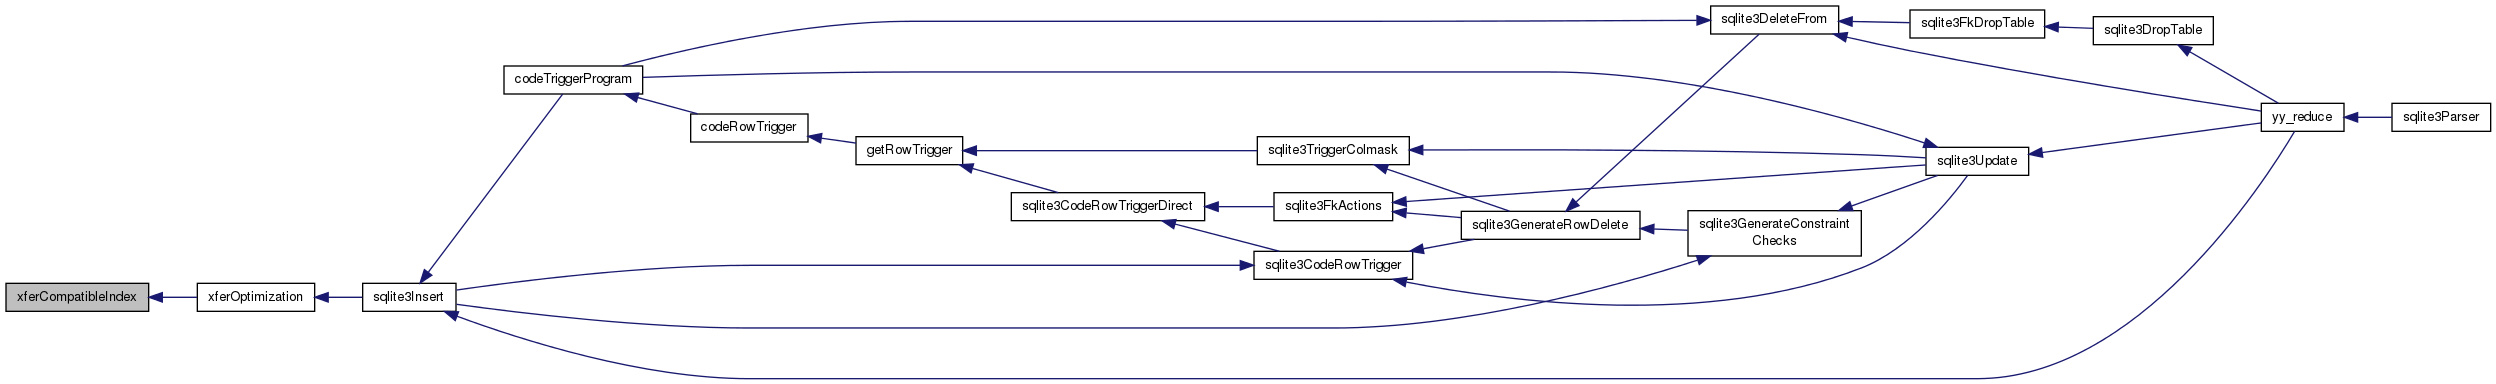 xferCompatibleIndex
xferOptimization
sqlite3Insert
codeTriggerProgram
codeRowTrigger
getRowTrigger
sqlite3CodeRowTriggerDirect
sqlite3TriggerColmask
sqlite3FkActions
sqlite3CodeRowTrigger
sqlite3GenerateRowDelete
sqlite3DeleteFrom
sqlite3GenerateConstraint
Checks
sqlite3FkDropTable
sqlite3Update
sqlite3DropTable
yy_reduce
sqlite3Parser